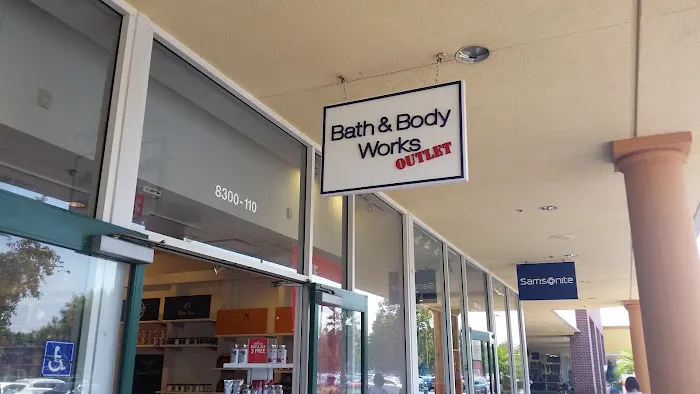 Bath & Body
Works
OUTLET
8300-110
Samsonite